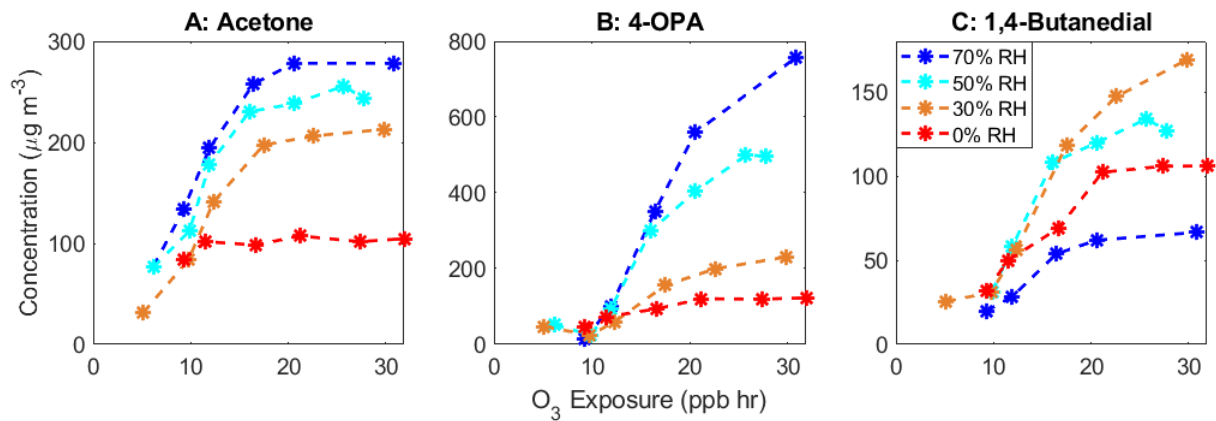 A: Acetone
B: 4-OPA
C: 1,4-Butanedial
Concentration (μg m⁻³)
300
200
100
0
0
10
20
30
800
600
400
200
0
0
10
20
30
150
100
50
0
0
10
20
30
70% RH
50% RH
30% RH
0% RH
O₃ Exposure (ppb hr)